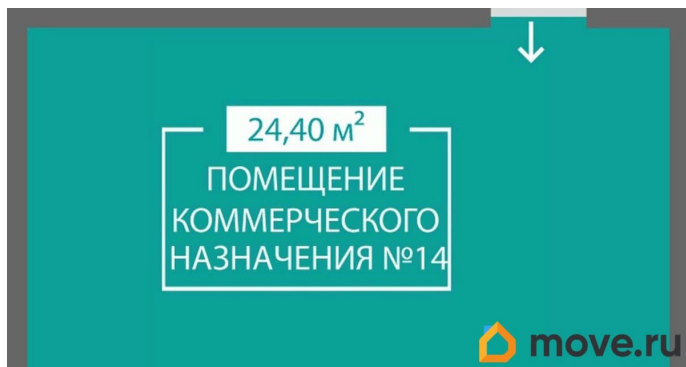 24,40 м²
ПОМЕЩЕНИЕ
КОММЕРЧЕСКОГО
НАЗНАЧЕНИЯ №14
move.ru